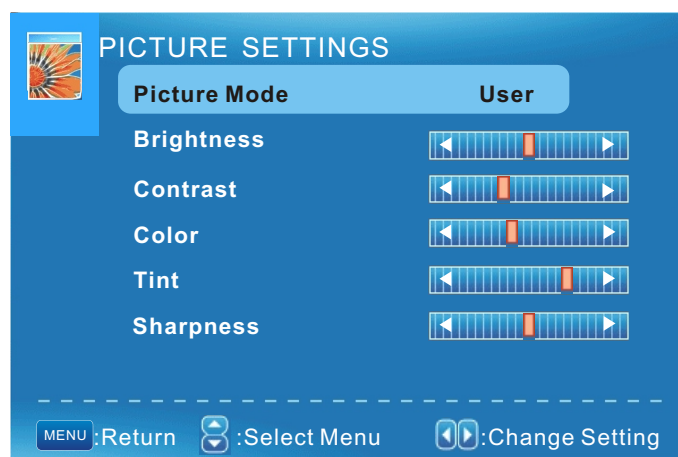 PICTURE SETTINGS
Picture Mode User
Brightness
Contrast
Color
Tint
Sharpness
MENU :Return :Select Menu :Change Setting